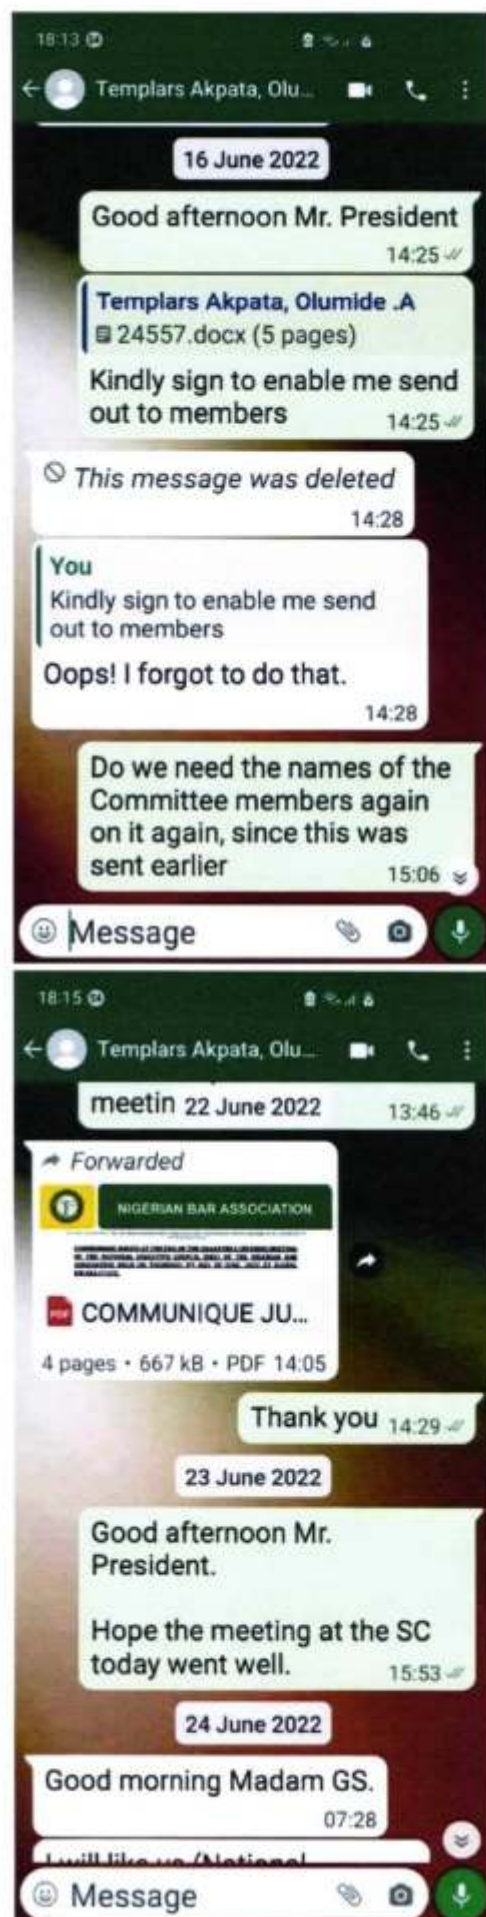 18:13
Templars Akpata, Olu...
16 June 2022
Good afternoon Mr. President
14:25
Templars Akpata, Olumide .A
24557.docx (5 pages)
Kindly sign to enable me send
out to members
14:25
This message was deleted
14:28
You
Kindly sign to enable me send
out to members
Oops! I forgot to do that.
14:28
Do we need the names of the
Committee members again
on it again, since this was
sent earlier
15:06
Message
18:15
Templars Akpata, Olu...
meetin
22 June 2022
13:46
Forwarded
NIGERIAN BAR ASSOCIATION
PDF
COMMUNIQUE JU...
4 pages • 667 kB • PDF 14:05
Thank you 14:29
23 June 2022
Good afternoon Mr.
President.
Hope the meeting at the SC
today went well.
15:53
24 June 2022
Good morning Madam GS.
07:28
I will like us (National
Message